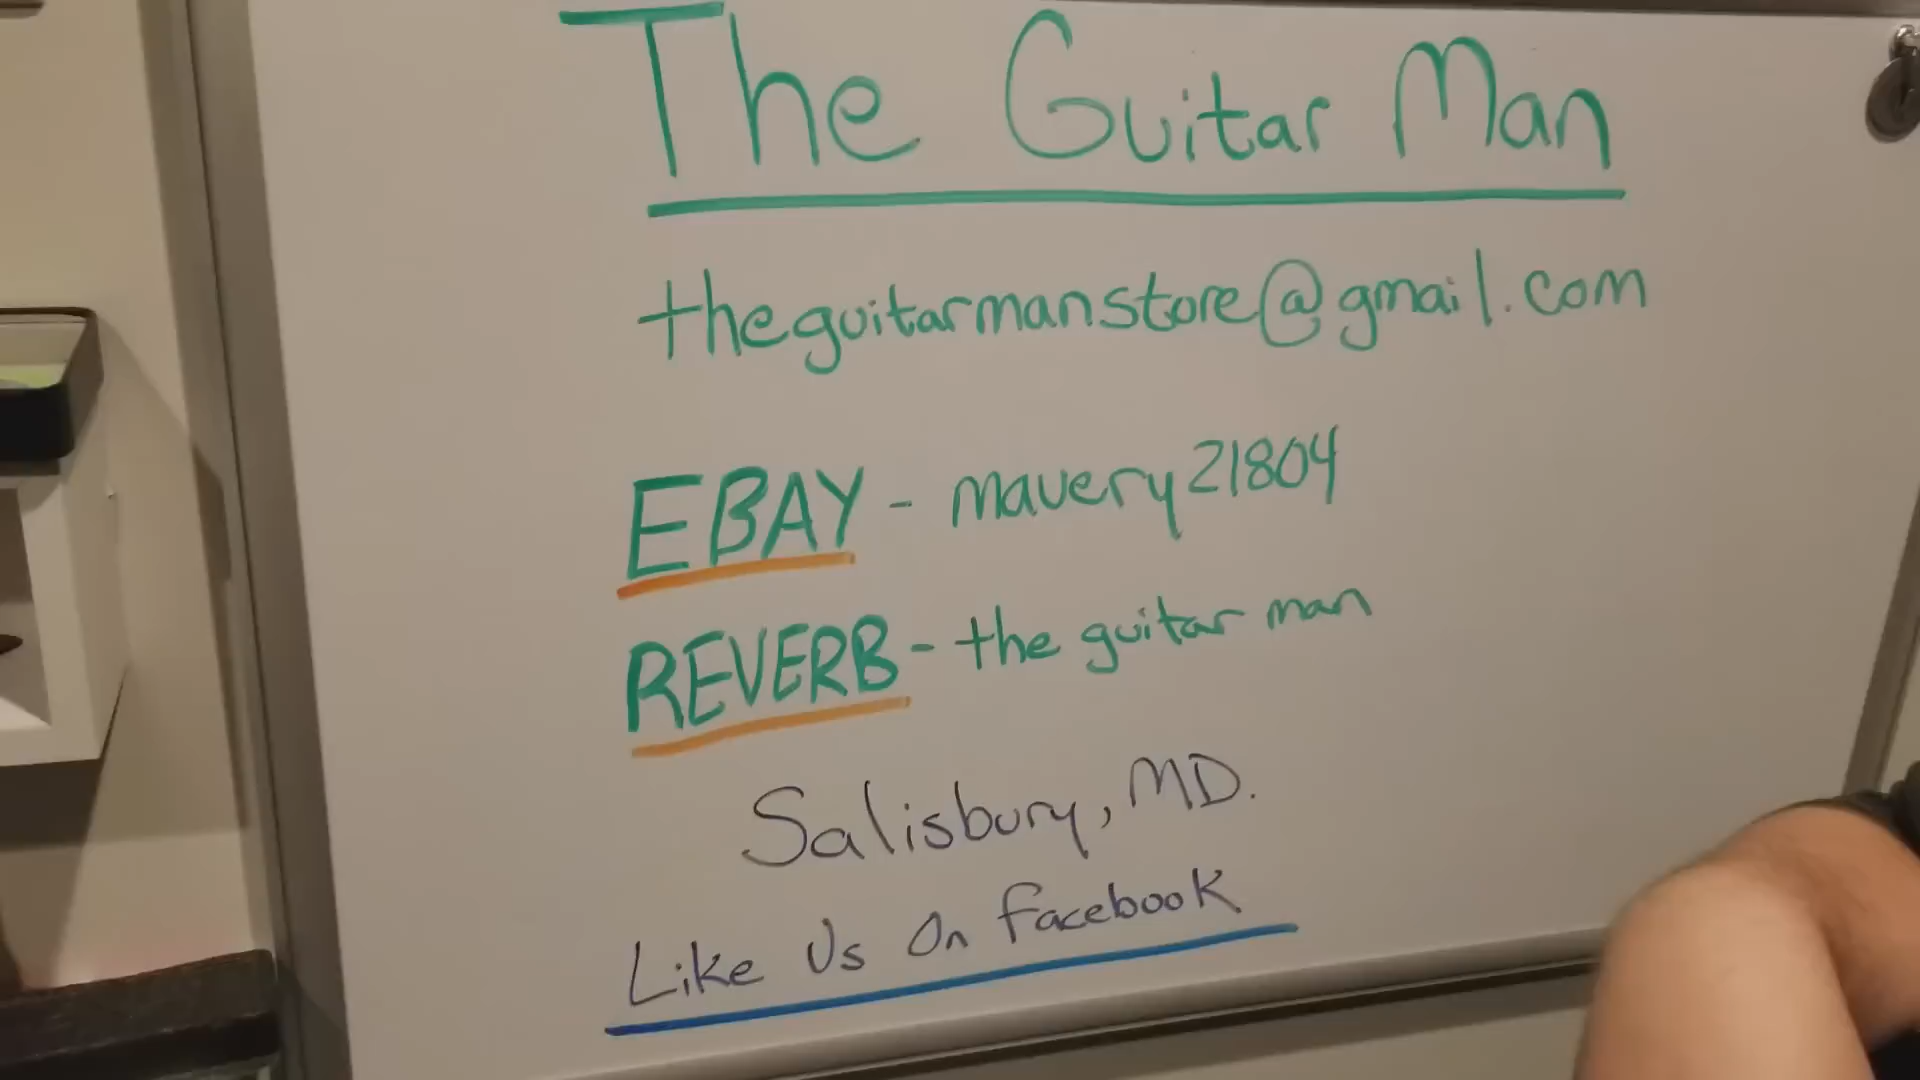 The Guitar Man
theguitarmanstore@gmail.com
EBAY - mavery21804
REVERB - the guitar man
Salisbury, MD.
Like Us On facebook